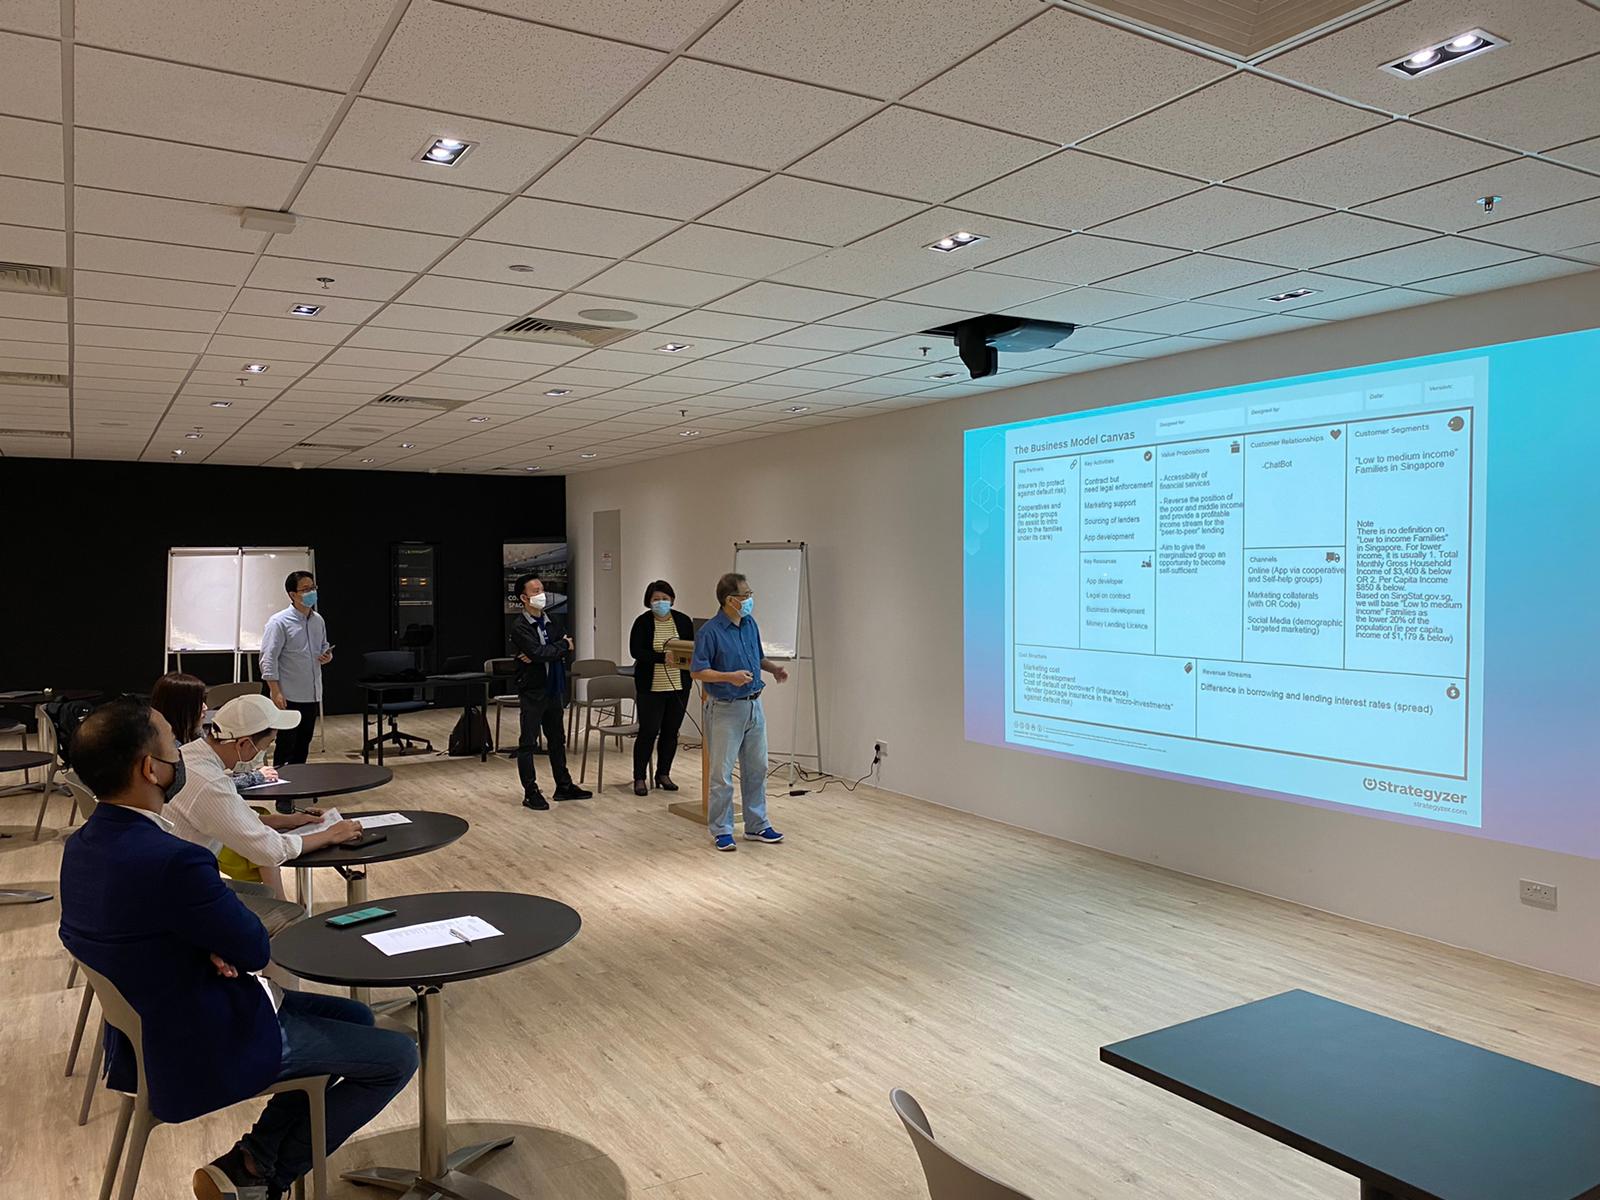 The Business Model Canvas
Designed for:
Designed by:
Date:
Version:
Key Partners
Insurers (to protect
against default risk)
Cooperatives and
Self-help groups
(to assist to intro
App to the families
under its care)
Key Activities
Contract but
need legal enforcement
Marketing support
Sourcing of lenders
App development
Key Resources
App developer
Legal on contract
Business development
Money Lending Licence
Value Propositions
- Accessibility of
financial services
- Reverse the position of
the poor and middle income
and provide a profitable
income stream for the
"peer-to-peer" lending
-Aim to give the
marginalized group an
opportunity to become
self-sufficient
Customer Relationships
-ChatBot
Channels
Online (App via cooperative
and Self-help groups)
Marketing collaterals
(with QR Code)
Social Media (demographic
- targeted marketing)
Customer Segments
"Low to medium income"
Families in Singapore
Note
There is no definition on
"Low to income Families"
in Singapore. For lower
income, it is usually 1. Total
Monthly Gross Household
Income of $3,400 & below
OR 2. Per Capita Income
$850 & below.
Based on SingStat.gov.sg,
we will base "Low to medium
income" Families as
the lower 20% of the
population (ie per capita
income of $1,179 & below)
Cost Structure
Marketing cost
Cost of development
Cost of default of borrower? (insurance)
-lender (package insurance in the "micro-investments"
against default risk)
Revenue Streams
Difference in borrowing and lending interest rates (spread)
Strategyzer
strategyzer.com